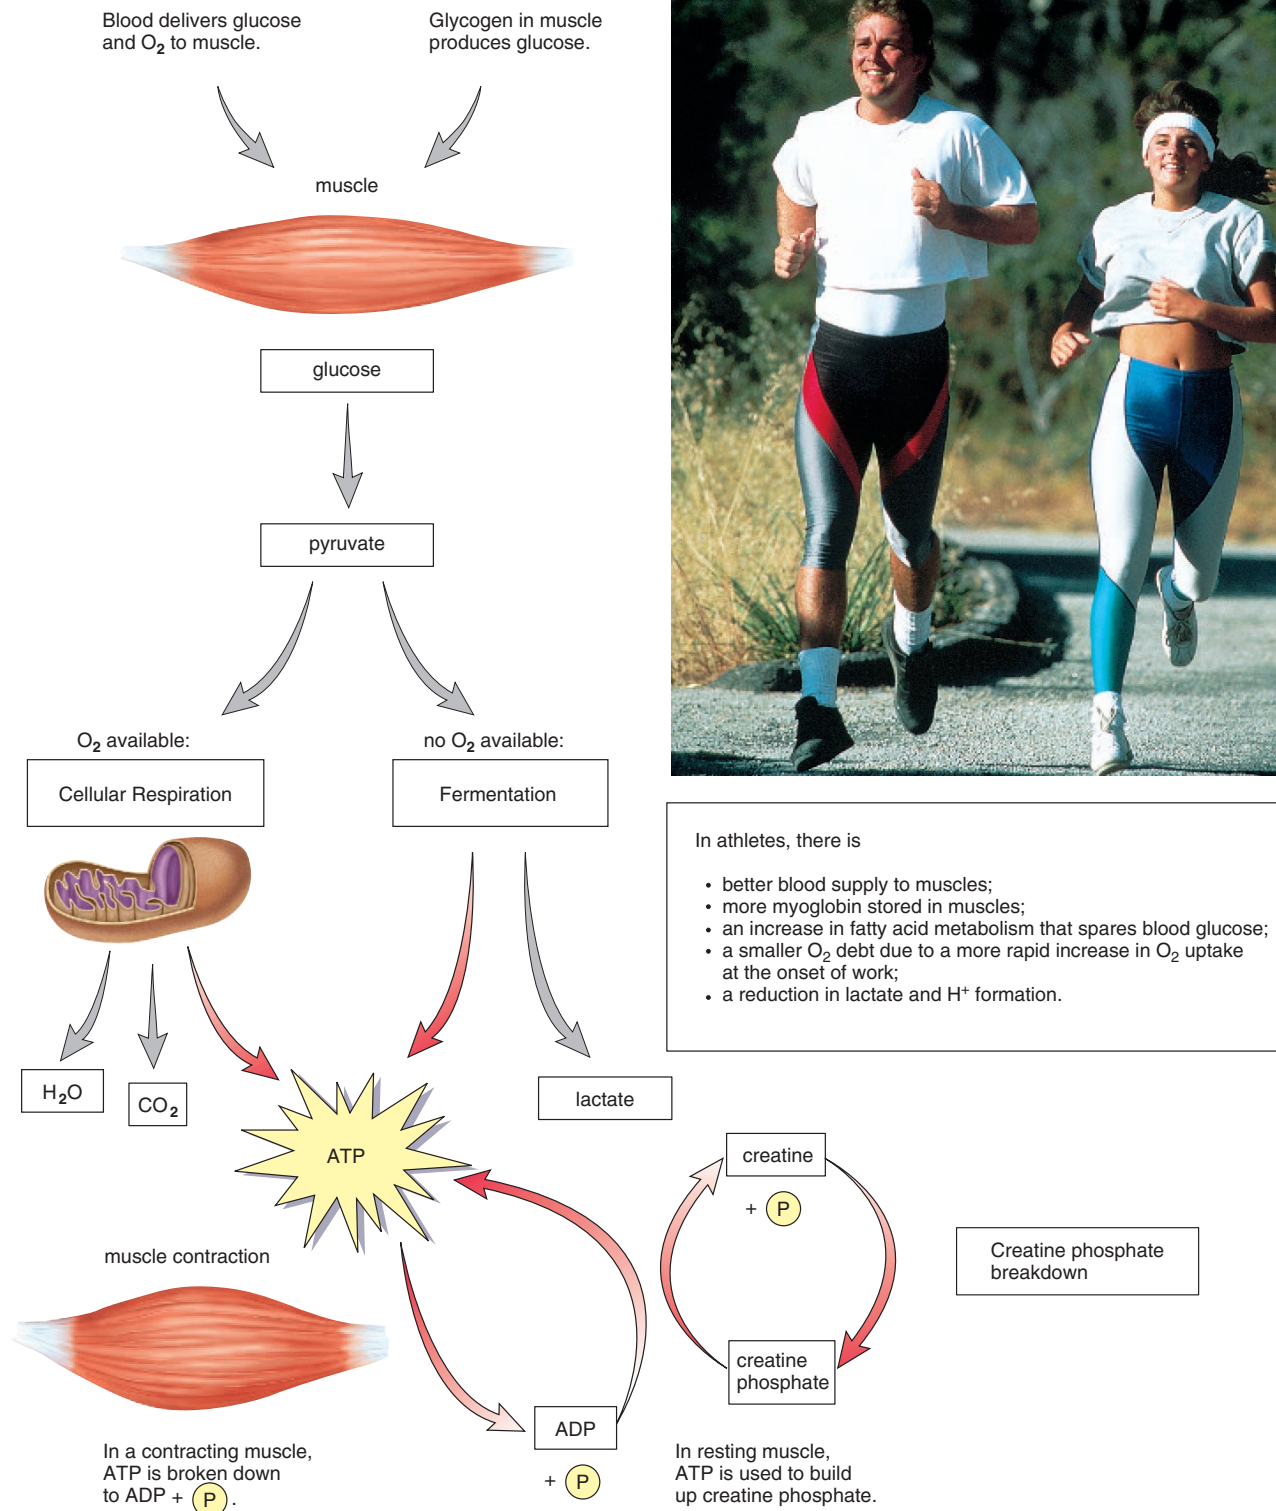 Blood delivers glucose
and O₂ to muscle.
Glycogen in muscle
produces glucose.
muscle
glucose
pyruvate
O₂ available:
no O₂ available:
Cellular Respiration
Fermentation
In athletes, there is
• better blood supply to muscles;
• more myoglobin stored in muscles;
• an increase in fatty acid metabolism that spares blood glucose;
• a smaller O₂ debt due to a more rapid increase in O₂ uptake
at the onset of work;
• a reduction in lactate and H⁺ formation.
H₂O
CO₂
lactate
ATP
creatine
+ P
muscle contraction
Creatine phosphate
breakdown
creatine
phosphate
ADP
+ P
In a contracting muscle,
ATP is broken down
to ADP + P .
In resting muscle,
ATP is used to build
up creatine phosphate.